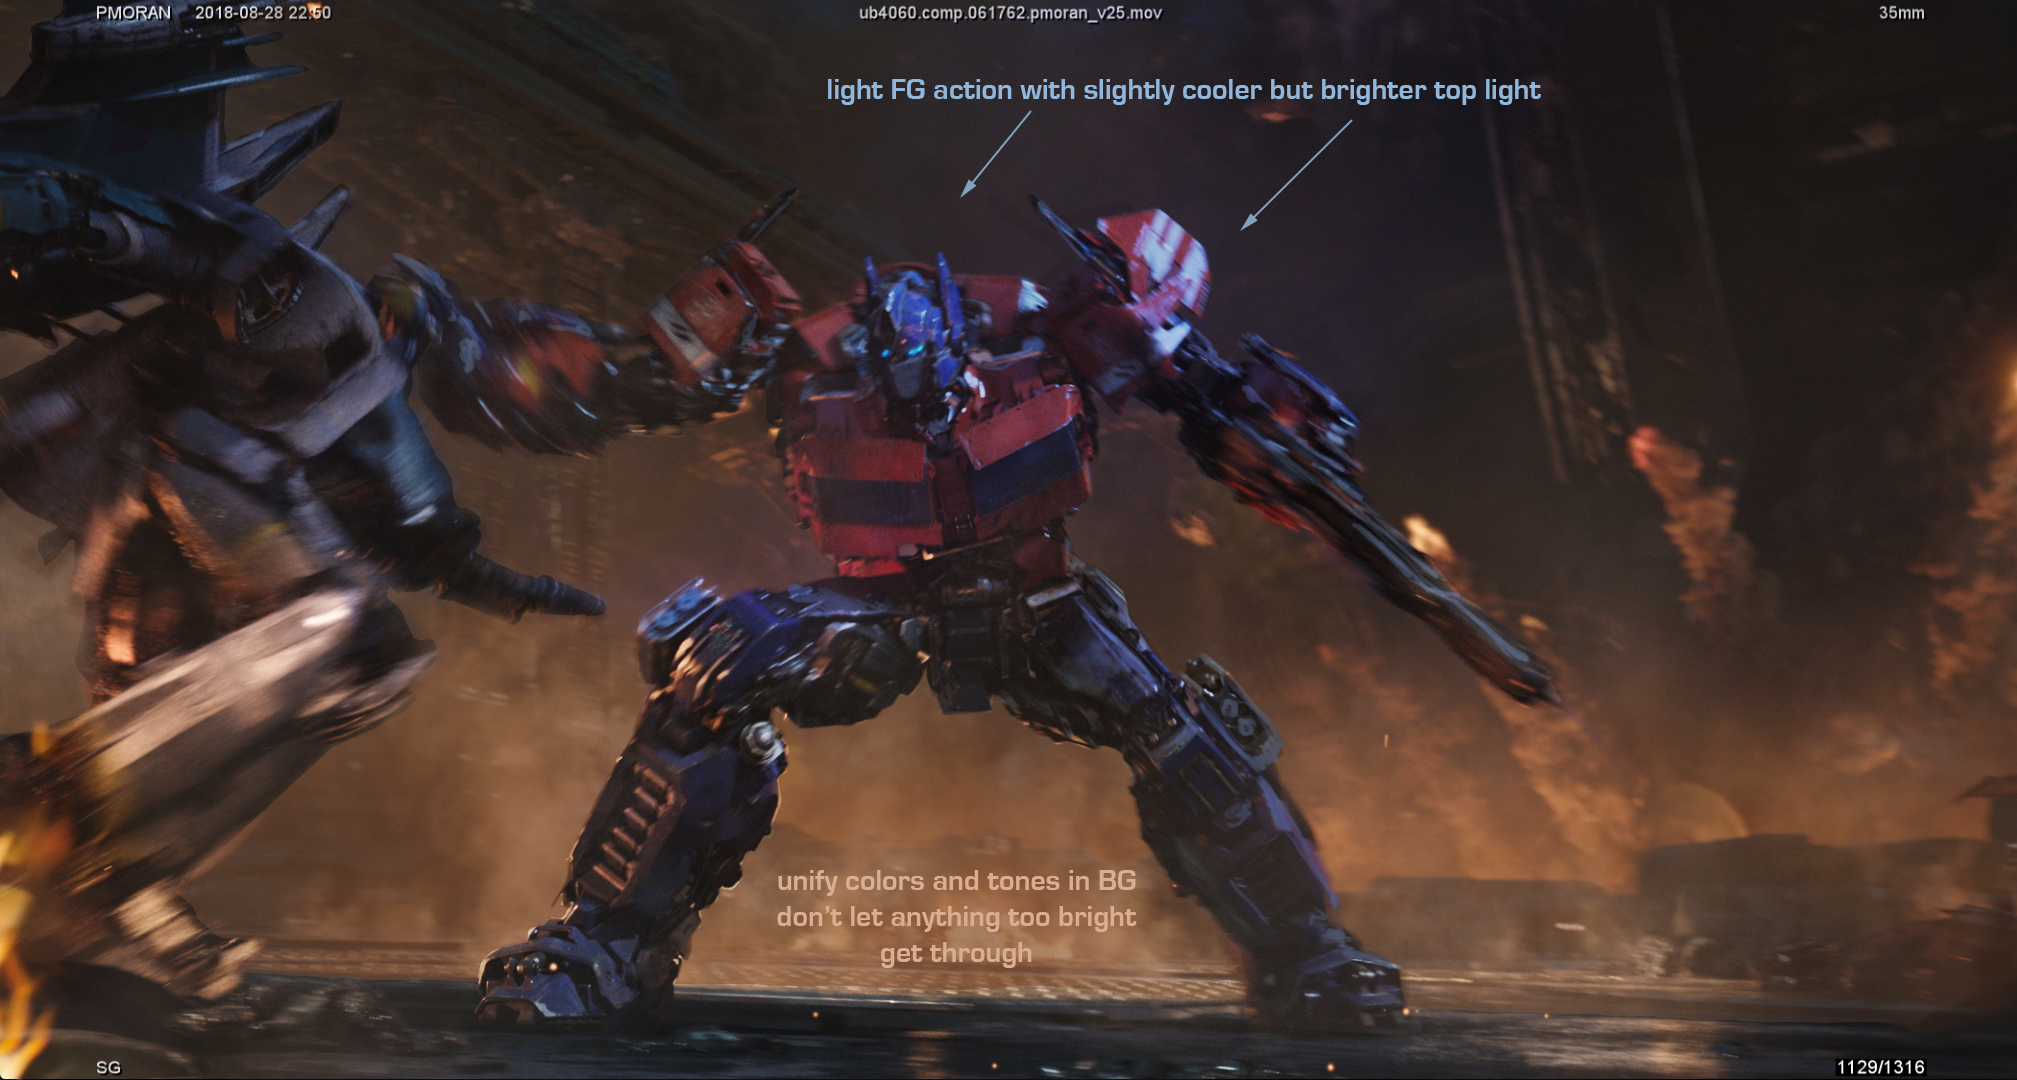 PMORAN 2018-08-28 22:50 ub4060.comp.061762.pmoran_v25.mov 35mm
light FG action with slightly cooler but brighter top light
unify colors and tones in BG
don't let anything too bright
get through
SG 1129/1316